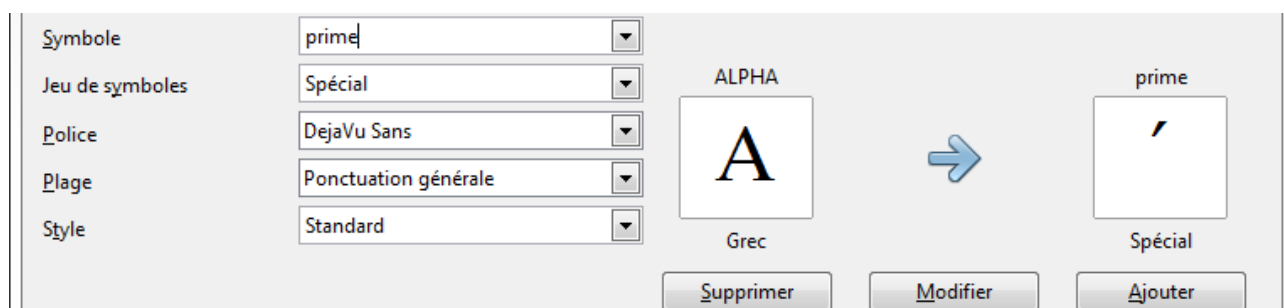 Symbole prime
Jeu de symboles Spécial
Police DejaVu Sans
Plage Ponctuation générale
Style Standard
ALPHA prime
A ′
Grec Spécial
Supprimer Modifier Ajouter